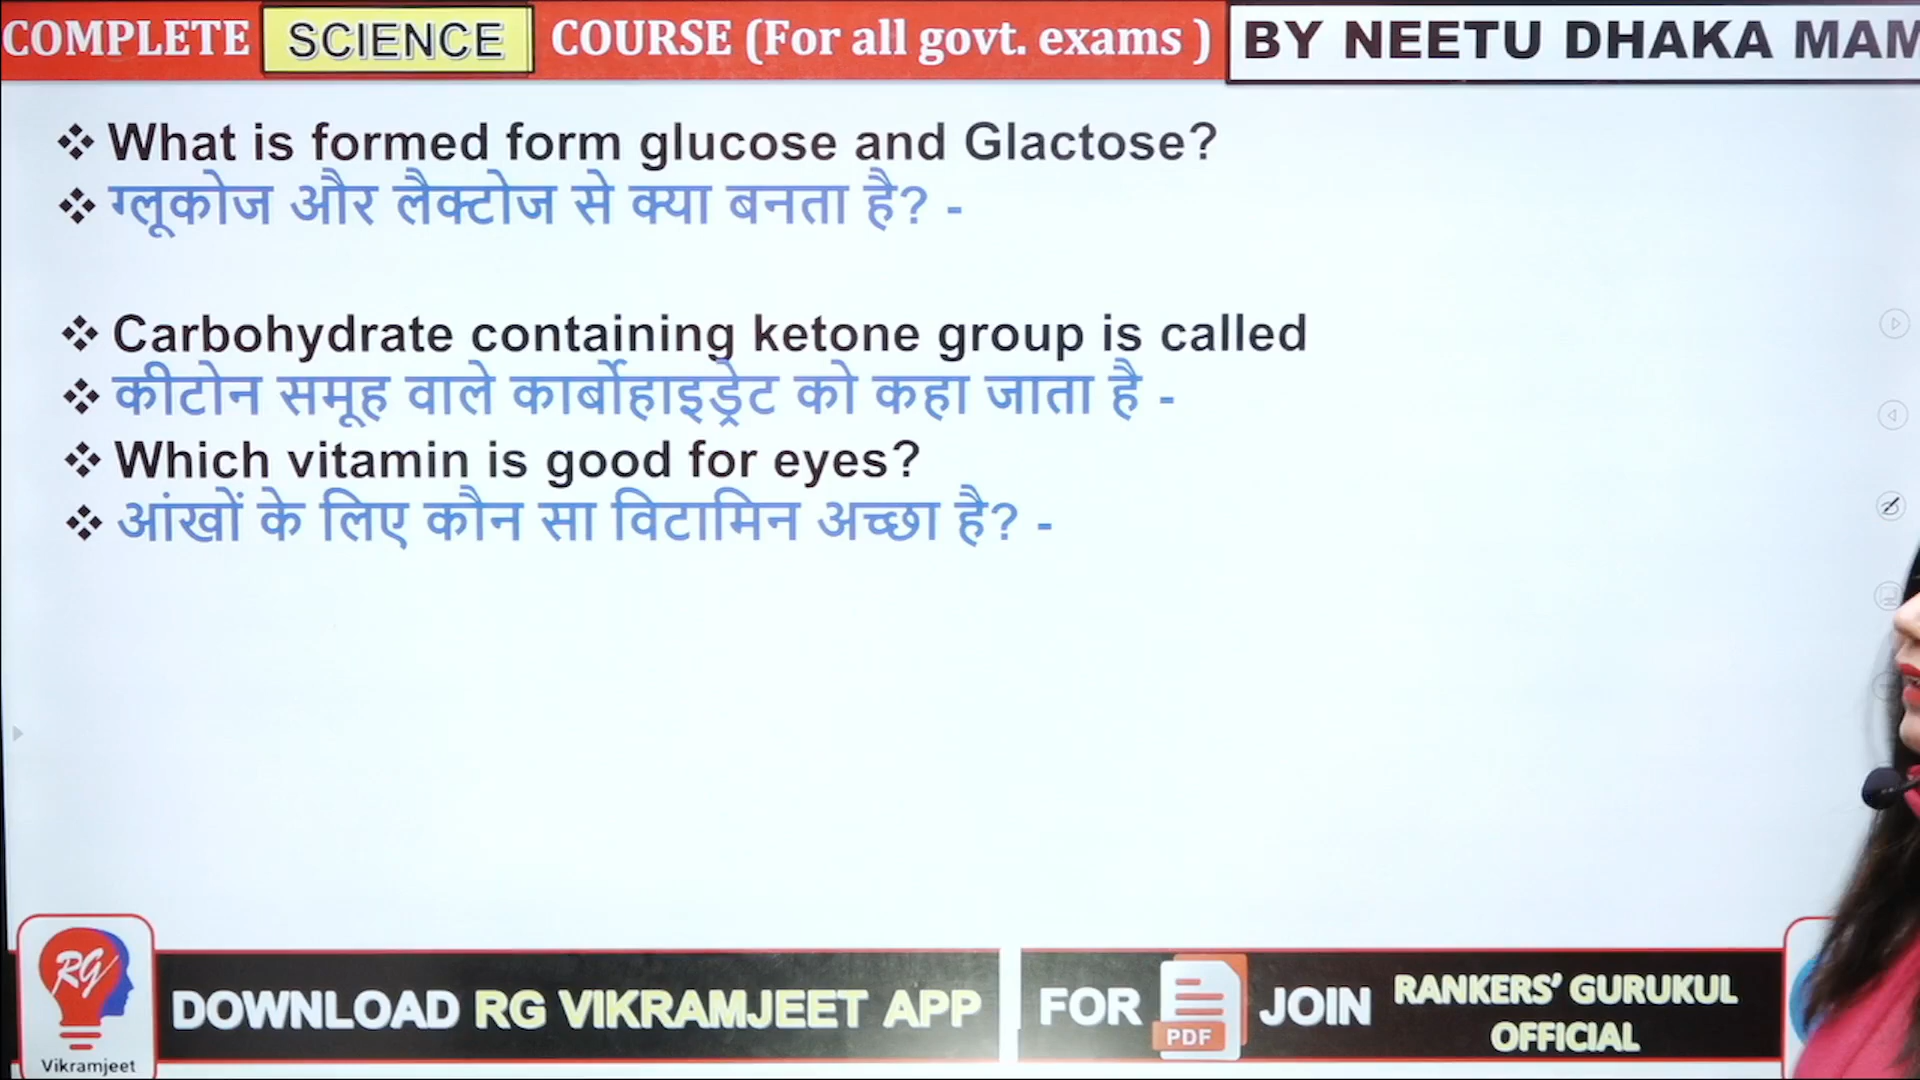 COMPLETE SCIENCE COURSE (For all govt. exams ) BY NEETU DHAKA MAM
❖ What is formed form glucose and Glactose?
❖ ग्लूकोज और लैक्टोज से क्या बनता है? -
❖ Carbohydrate containing ketone group is called
❖ कीटोन समूह वाले कार्बोहाइड्रेट को कहा जाता है -
❖ Which vitamin is good for eyes?
❖ आंखों के लिए कौन सा विटामिन अच्छा है? -
RG
Vikramjeet
DOWNLOAD RG VIKRAMJEET APP
FOR PDF JOIN RANKERS' GURUKUL
OFFICIAL